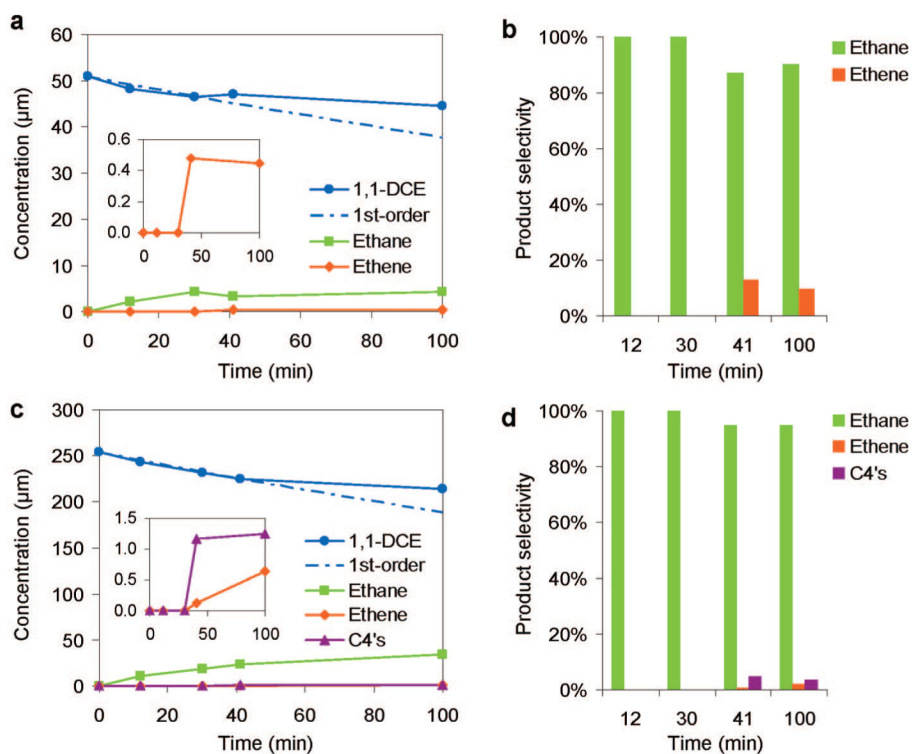 a
60
50
40
30
20
10
0
Concentration (µm)
0.6
0.4
0.2
0.0
0 50 100
1,1-DCE
1st-order
Ethane
Ethene
0 20 40 60 80 100
Time (min)
b
100%
80%
60%
40%
20%
0%
Product selectivity
12 30 41 100
Time (min)
Ethane
Ethene
c
300
250
200
150
100
50
0
Concentration (µm)
1.5
1.0
0.5
0.0
0 50 100
1,1-DCE
1st-order
Ethane
Ethene
C4's
0 20 40 60 80 100
Time (min)
d
100%
80%
60%
40%
20%
0%
Product selectivity
12 30 41 100
Time (min)
Ethane
Ethene
C4's